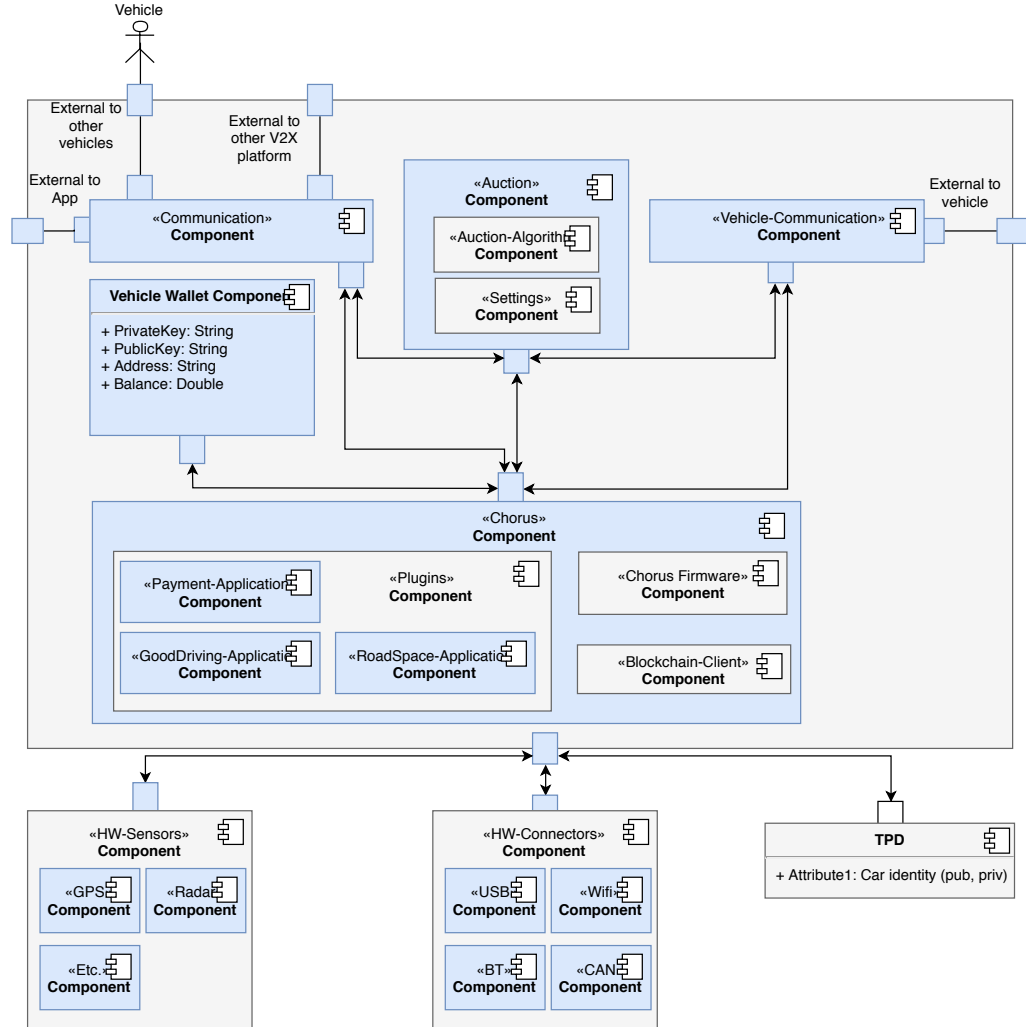 Vehicle
External to
other
vehicles
External to
other V2X
platform
External to
App
«Communication»
Component
«Auction»
Component
«Auction-Algorith
Component
«Settings»
Component
«Vehicle-Communication»
Component
External to
vehicle
Vehicle Wallet Componen
+ PrivateKey: String
+ PublicKey: String
+ Address: String
+ Balance: Double
«Chorus»
Component
«Payment-Application
Component
«Plugins»
Component
«Chorus Firmware»
Component
«GoodDriving-Applicatio
Component
«RoadSpace-Applicatio
Component
«Blockchain-Client»
Component
«HW-Sensors»
Component
«GPS»
Component
«Radar
Component
«Etc.»
Component
«HW-Connectors»
Component
«USB»
Component
«Wifi»
Component
«BT»
Component
«CAN»
Component
TPD
+ Attribute1: Car identity (pub, priv)